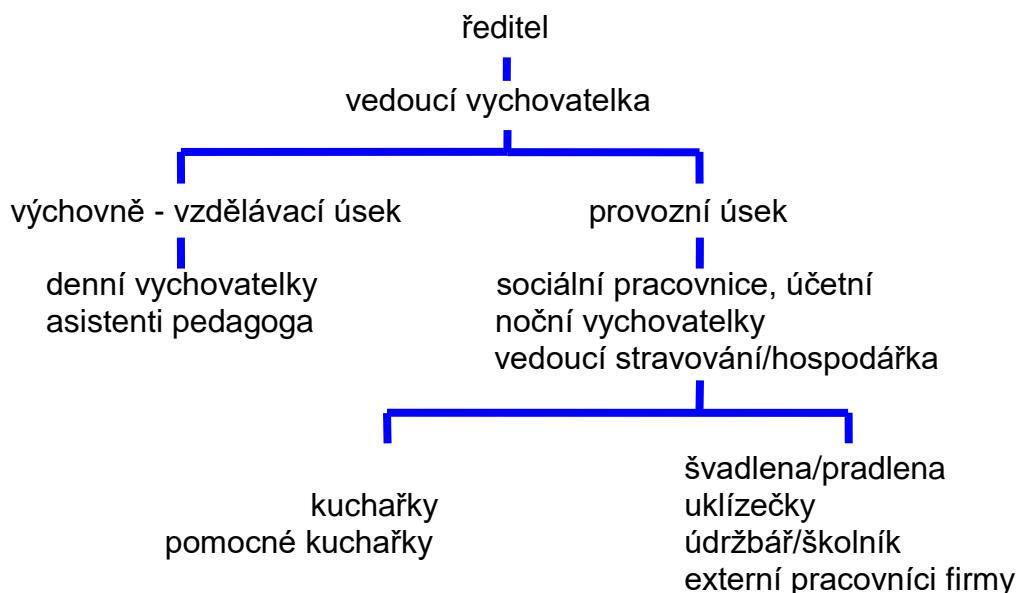 ředitel
vedoucí vychovatelka
výchovně - vzdělávací úsek
provozní úsek
denní vychovatelky
asistenti pedagoga
sociální pracovnice, účetní
noční vychovatelky
vedoucí stravování/hospodářka
kuchařky
pomocné kuchařky
švadlena/pradlena
uklízečky
údržbář/školník
externí pracovníci firmy